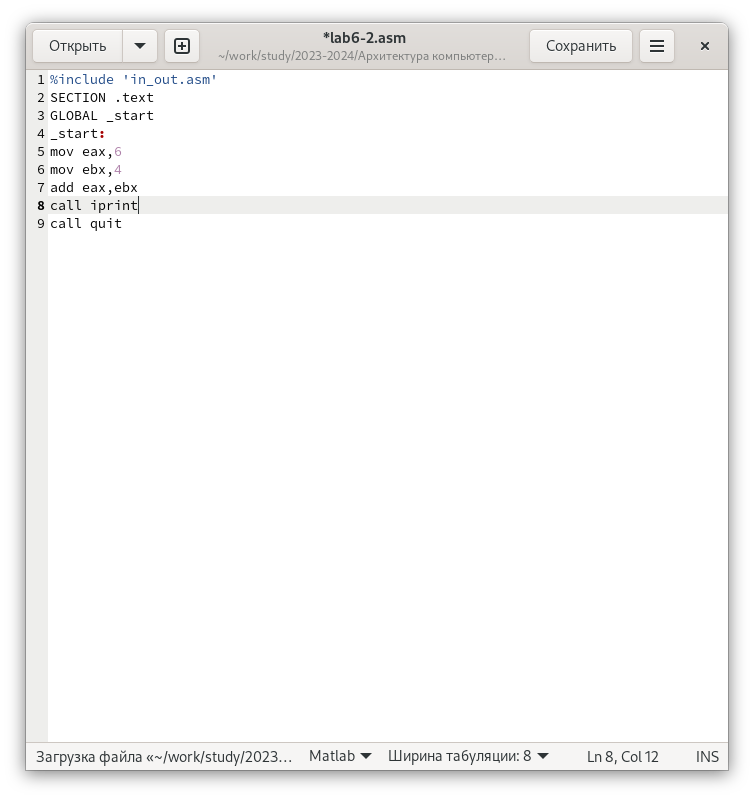 Открыть
*lab6-2.asm
~/work/study/2023-2024/Архитектура компьютер...
Сохранить
1 %include 'in_out.asm'
2 SECTION .text
3 GLOBAL _start
4 _start:
5 mov eax,6
6 mov ebx,4
7 add eax,ebx
8 call iprint
9 call quit
Загрузка файла «~/work/study/2023... Matlab Ширина табуляции: 8 Ln 8, Col 12 INS